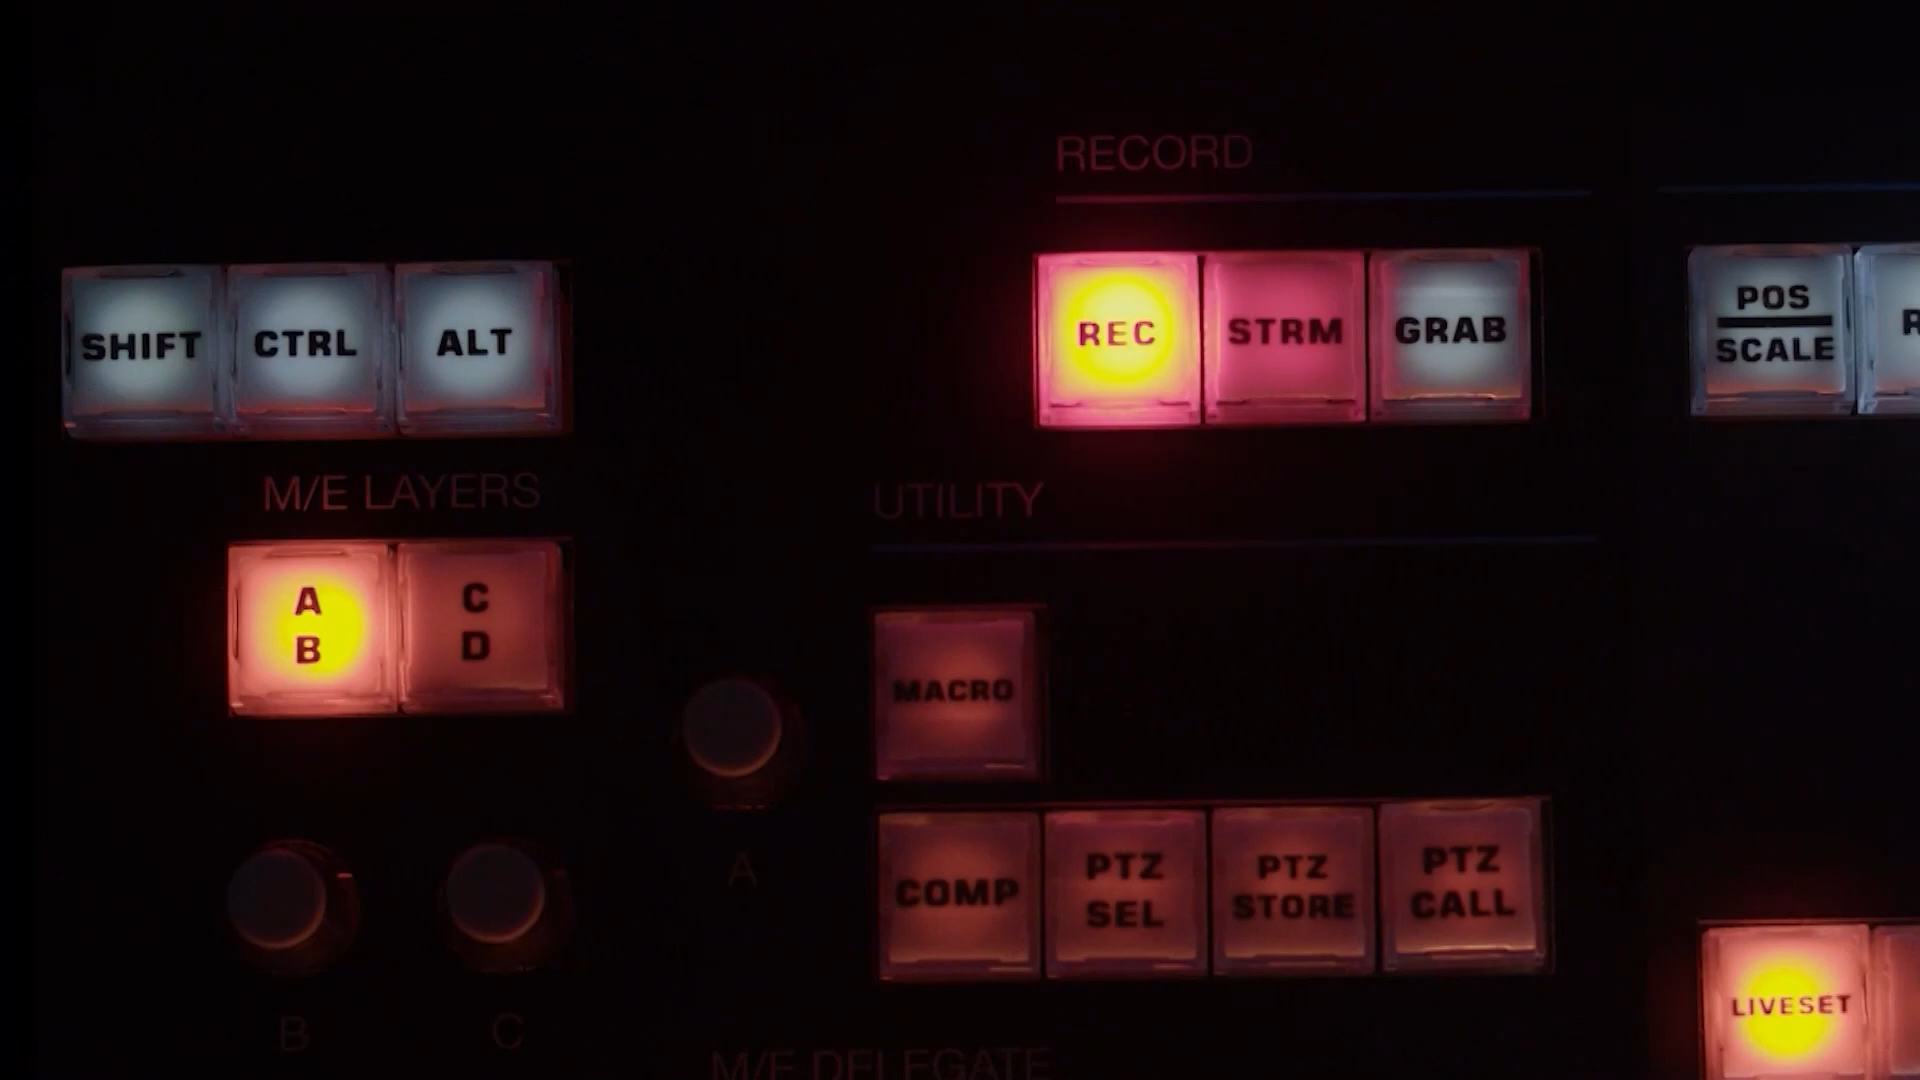 RECORD
SHIFT
CTRL
ALT
REC
STRM
GRAB
POS
SCALE
R
M/E LAYERS
UTILITY
A
B
C
D
MACRO
COMP
PTZ
SEL
PTZ
STORE
PTZ
CALL
A
B
C
LIVESET
M/E DELEGATE